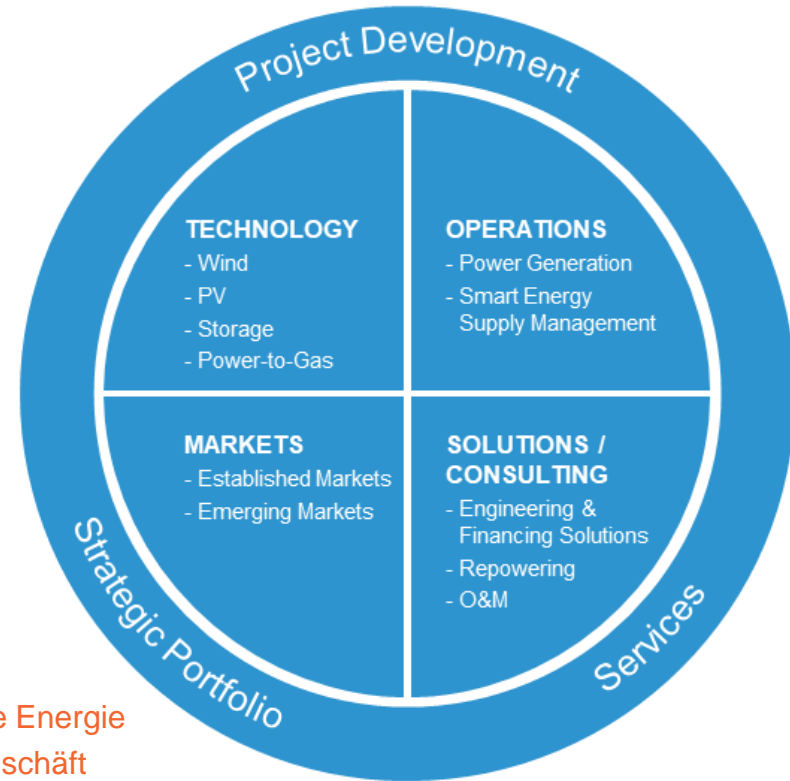 Project Development
TECHNOLOGY
- Wind
- PV
- Storage
- Power-to-Gas
OPERATIONS
- Power Generation
- Smart Energy
Supply Management
MARKETS
- Established Markets
- Emerging Markets
SOLUTIONS /
CONSULTING
- Engineering &
Financing Solutions
- Repowering
- O&M
Strategic Portfolio
Services
Energie